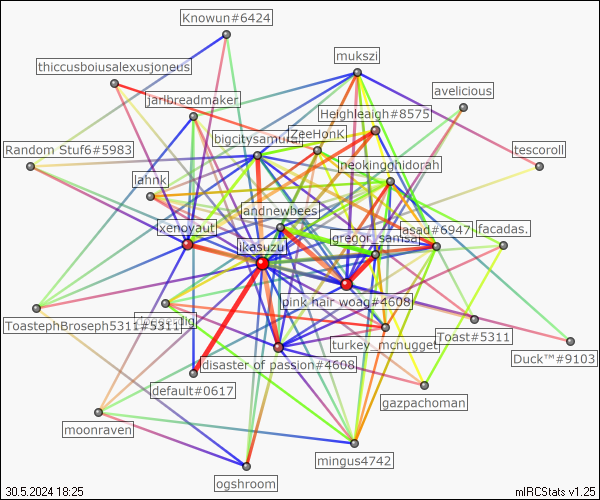 Knowun#6424
mukszi
thiccusboiusalexusjoneus
avelicious
jarlbreadmaker
Heighleaigh#8575
ZeeHonK
bigcitysamurai
Random Stuf6#5983
tescoroll
neokingghidorah
lahnk
landnewbees
xenoyaut
asad#6947
facadas.
gregor_samsa
ikasuzu
pink hair woag#4608
ToastephBroseph5311#5311
Toast#5311
turkey_mcnugget
Duck™#9103
disaster of passion#4608
default#0617
gazpachoman
moonraven
mingus4742
ogshroom
30.5.2024 18:25
mIRCStats v1.25